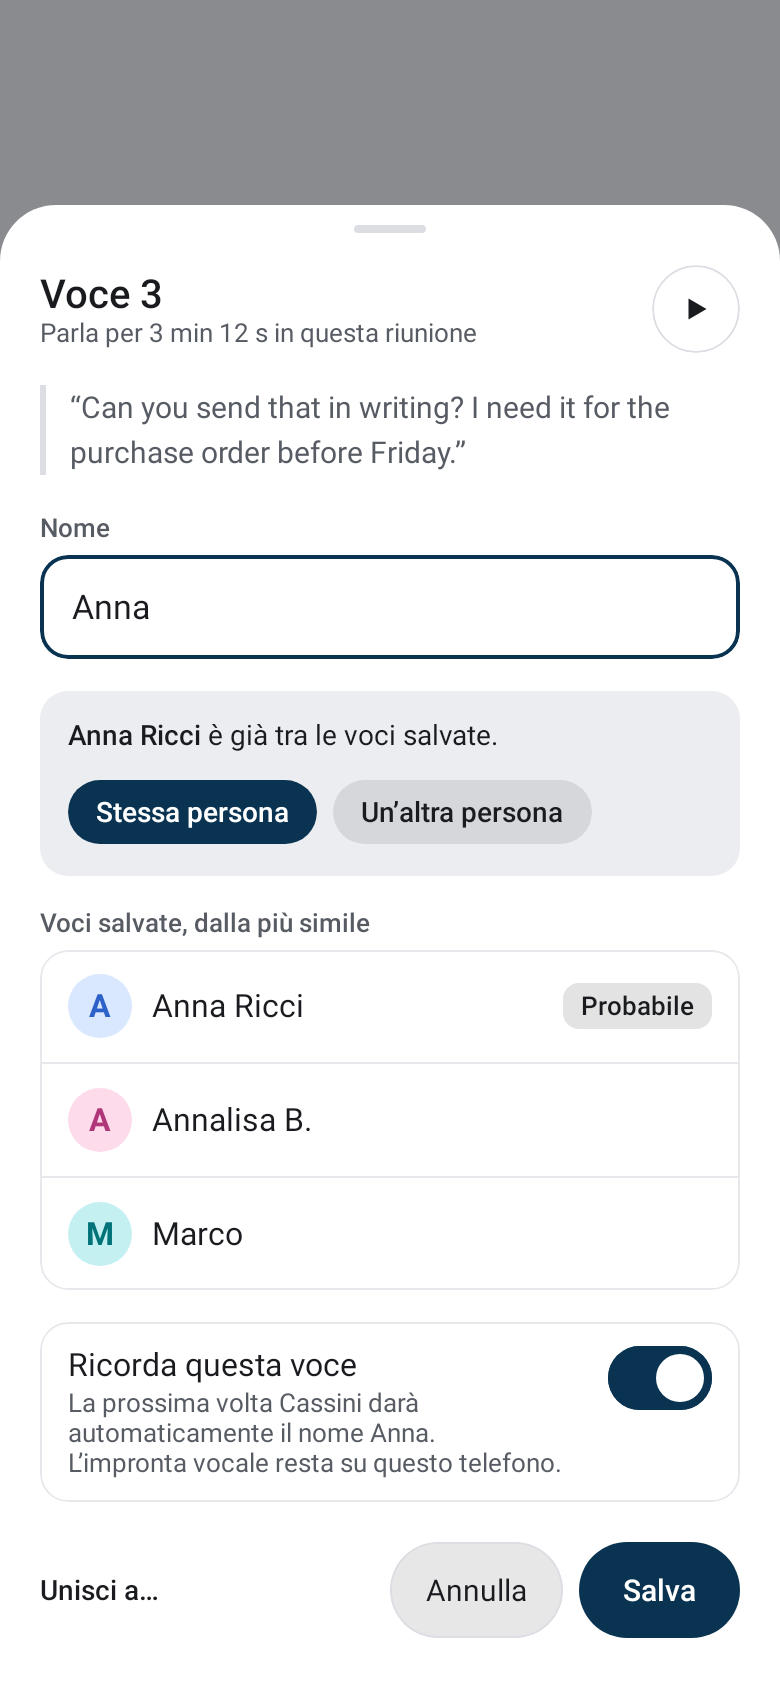 Voce 3
Parla per 3 min 12 s in questa riunione
“Can you send that in writing? I need it for the
purchase order before Friday.”
Nome
Anna
Anna Ricci è già tra le voci salvate.
Stessa persona
Un’altra persona
Voci salvate, dalla più simile
A
Anna Ricci
Probabile
A
Annalisa B.
M
Marco
Ricorda questa voce
La prossima volta Cassini darà
automaticamente il nome Anna.
L’impronta vocale resta su questo telefono.
Unisci a…
Annulla
Salva